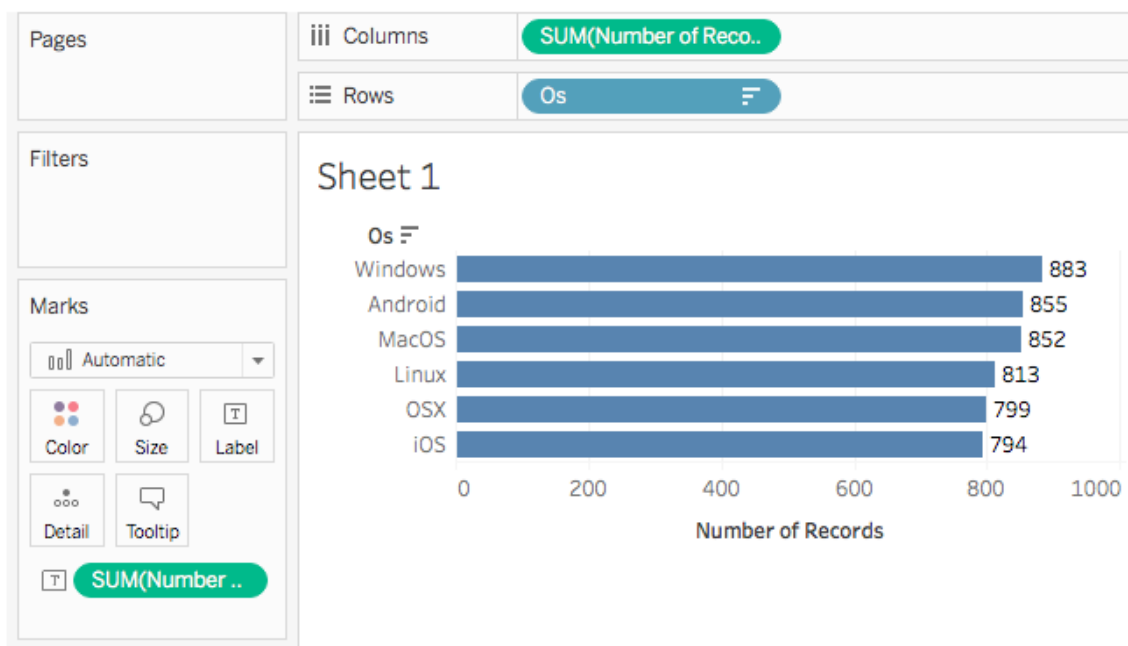 Pages
Columns SUM(Number of Reco..
Rows Os
Filters
Sheet 1
Os
Windows 883
Android 855
MacOS 852
Linux 813
OSX 799
iOS 794
0 200 400 600 800 1000
Number of Records
Marks
Automatic
Color Size T Label
Detail Tooltip
T SUM(Number ..